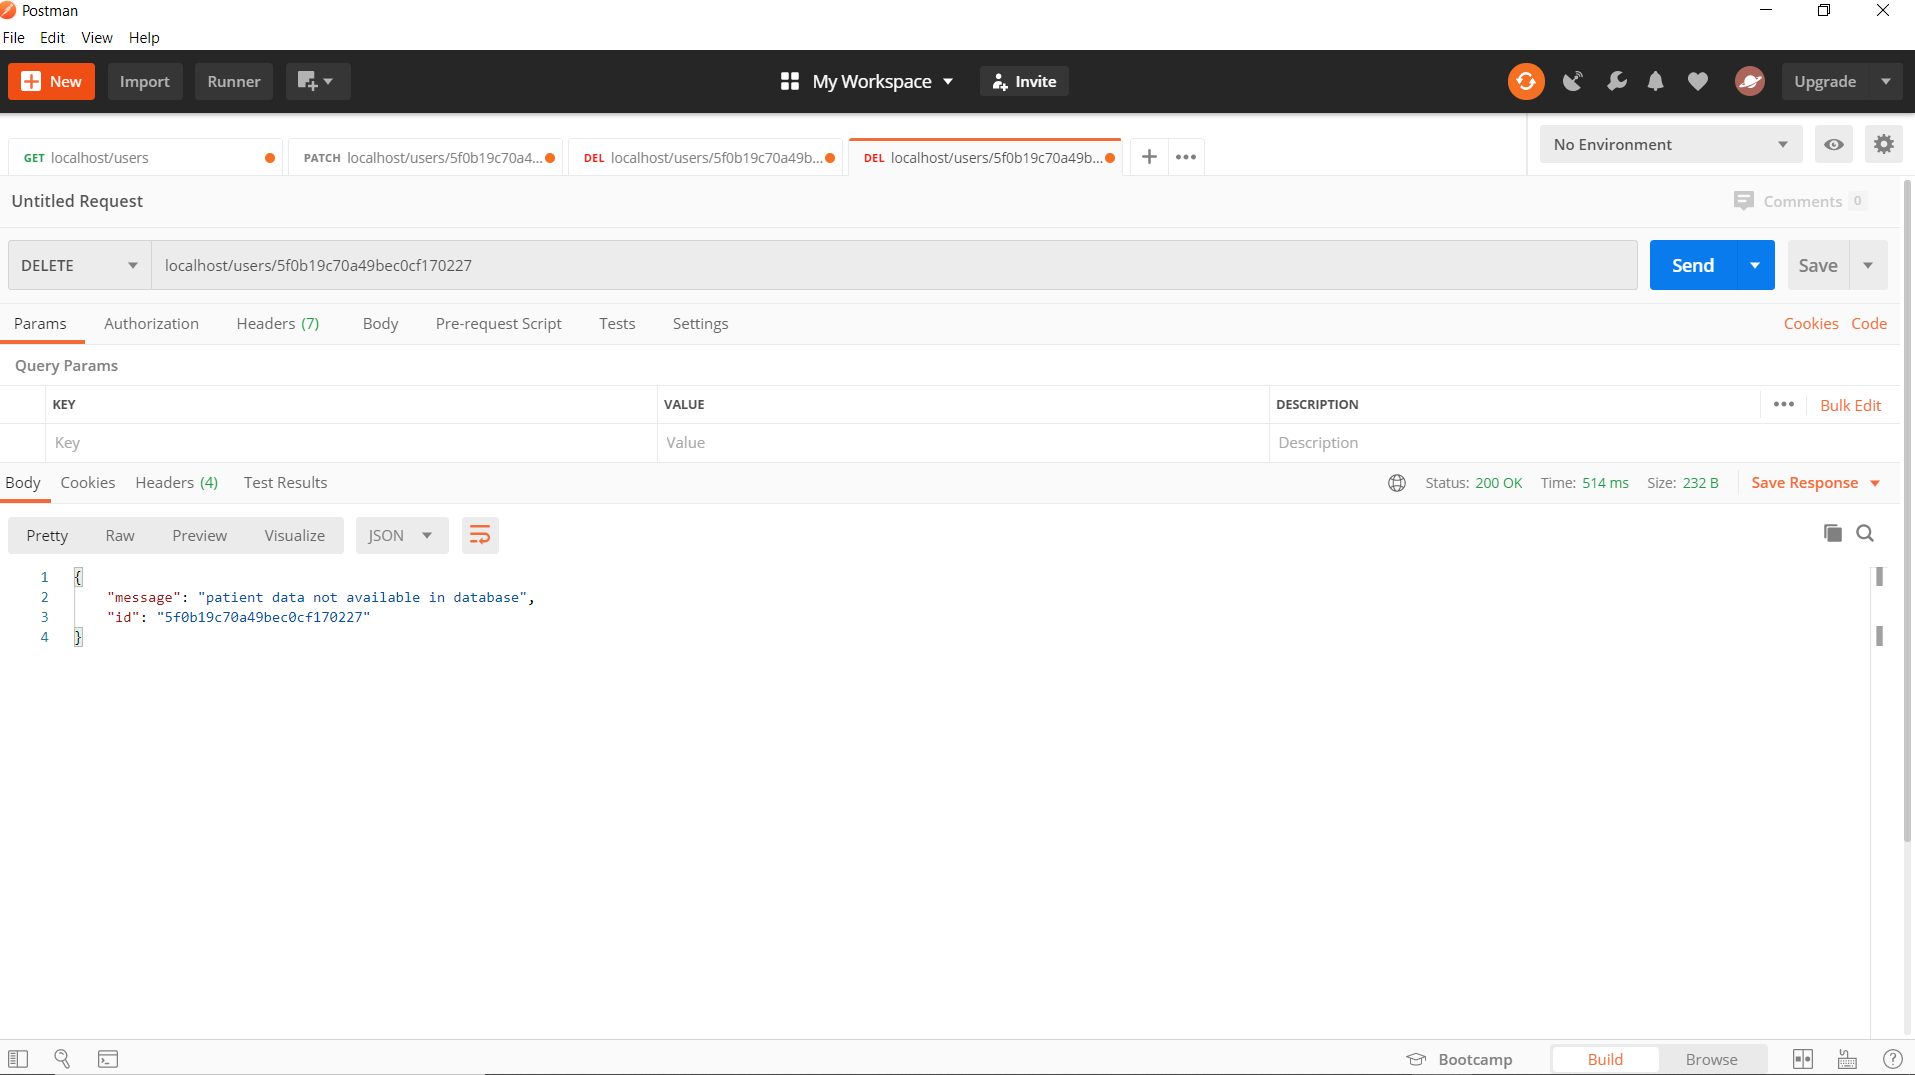 Postman
File Edit View Help
New Import Runner My Workspace Invite Upgrade
GET localhost/users PATCH localhost/users/5f0b19c70a4... DEL localhost/users/5f0b19c70a49b... DEL localhost/users/5f0b19c70a49b... No Environment
Untitled Request Comments 0
DELETE localhost/users/5f0b19c70a49bec0cf170227 Send Save
Params Authorization Headers (7) Body Pre-request Script Tests Settings Cookies Code
Query Params
KEY VALUE DESCRIPTION Bulk Edit
Key Value Description
Body Cookies Headers (4) Test Results Status: 200 OK Time: 514 ms Size: 232 B Save Response
Pretty Raw Preview Visualize JSON
1 {
2 "message": "patient data not available in database",
3 "id": "5f0b19c70a49bec0cf170227"
4 }
Bootcamp Build Browse